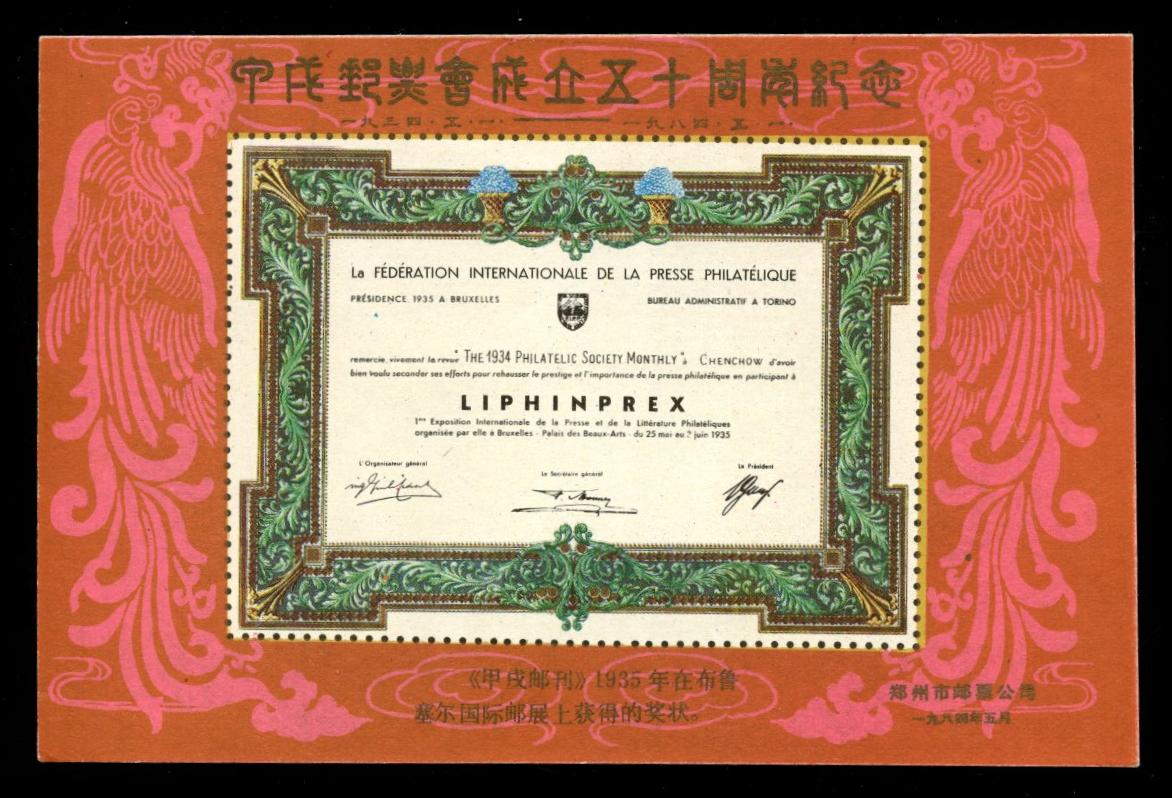 甲戌郵票會成立五十周年紀念
一九三四·五·一·——一九八四·五·一·
La FÉDÉRATION INTERNATIONALE DE LA PRESSE PHILATÉLIQUE
PRÉSIDENCE 1935 A BRUXELLES
BUREAU ADMINISTRATIF A TORINO
remercie, vivement la revue "THE 1934 PHILATELIC SOCIETY MONTHLY" à CHENCHOW d'avoir
bien voulu seconder ses efforts pour rehausser le prestige et l'importance de la presse philatélique en participant à
LIPHINPREX
1ère Exposition Internationale de la Presse et de la Littérature Philatéliques
organisée par elle à Bruxelles - Palais des Beaux-Arts - du 25 mai au 2 juin 1935
L'Organisateur général
Le Secrétaire général
Le Président
《甲戌邮刊》1935年在布鲁
塞尔国际邮展上获得的奖状。
郑州市邮票公司
一九八四年五月